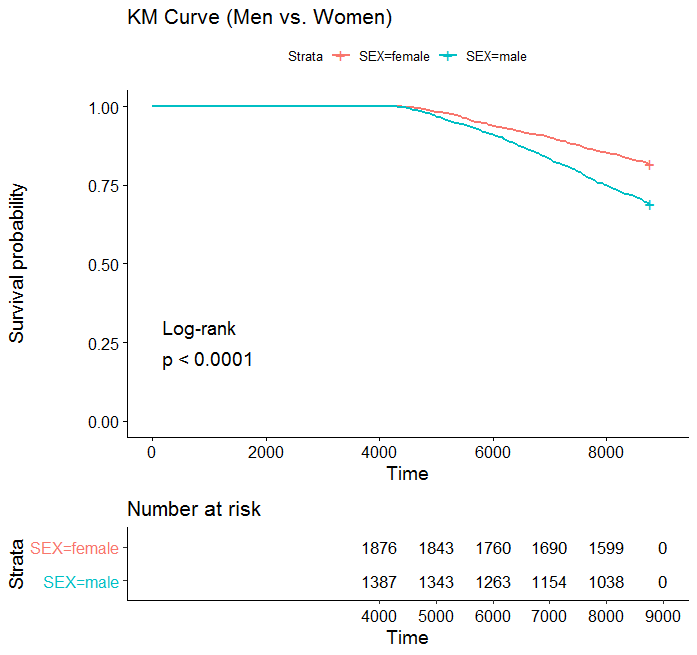 KM Curve (Men vs. Women)
Strata SEX=female SEX=male
Survival probability
1.00
0.75
0.50
0.25
0.00
Log-rank
p < 0.0001
0 2000 4000 6000 8000
Time
Number at risk
Strata
SEX=female 1876 1843 1760 1690 1599 0
SEX=male 1387 1343 1263 1154 1038 0
4000 5000 6000 7000 8000 9000
Time